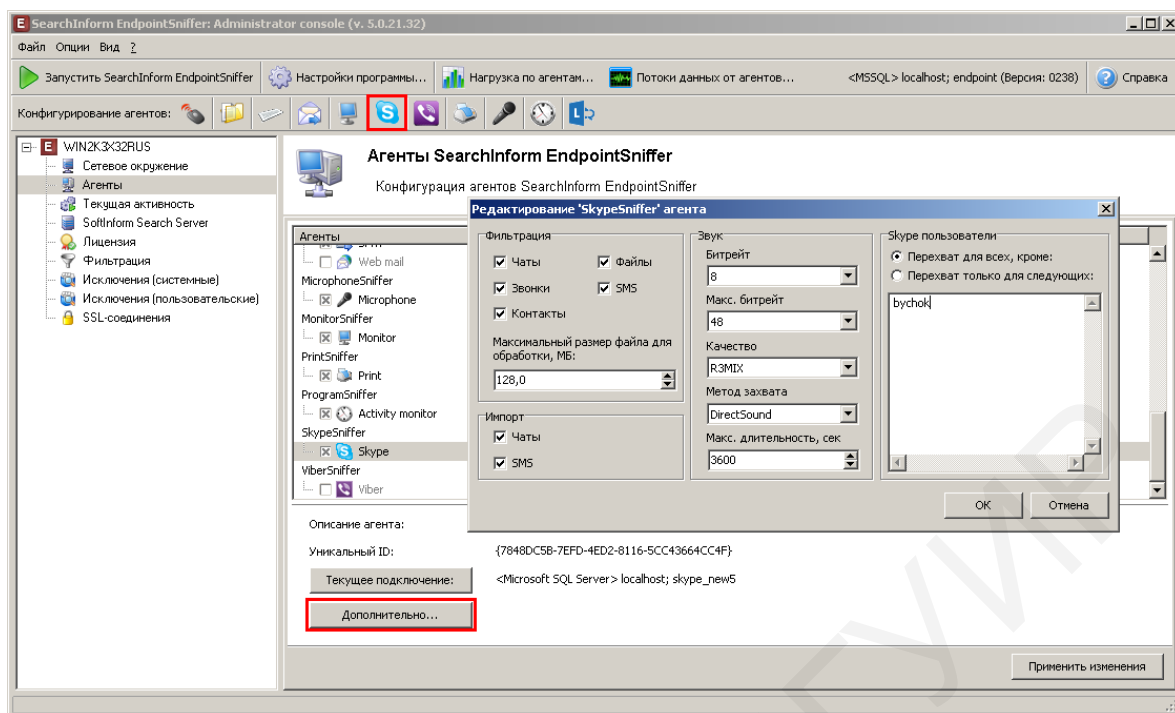 SearchInform EndpointSniffer: Administrator console (v. 5.0.21.32)
Файл Опции Вид ?
Запустить SearchInform EndpointSniffer Настройки программы... Нагрузка по агентам... Потоки данных от агентов... <MSSQL> localhost; endpoint (Версия: 0238) Справка
Конфигурирование агентов:
WIN2K3X32RUS
Сетевое окружение
Агенты
Текущая активность
SoftInform Search Server
Лицензия
Фильтрация
Исключения (системные)
Исключения (пользовательские)
SSL-соединения
Агенты SearchInform EndpointSniffer
Конфигурация агентов SearchInform EndpointSniffer
Агенты
Web mail
MicrophoneSniffer
Microphone
MonitorSniffer
Monitor
PrintSniffer
Print
ProgramSniffer
Activity monitor
SkypeSniffer
Skype
ViberSniffer
Viber
Редактирование 'SkypeSniffer' агента
Фильтрация
Чаты Файлы
Звонки SMS
Контакты
Максимальный размер файла для
обработки, МБ:
128,0
Импорт
Чаты
SMS
Звук
Битрейт
8
Макс. битрейт
48
Качество
R3MIX
Метод захвата
DirectSound
Макс. длительность, сек
3600
Skype пользователи
Перехват для всех, кроме:
Перехват только для следующих:
bychok
ОК Отмена
Описание агента:
Уникальный ID: {7848DC5B-7EFD-4ED2-8116-5CC43664CC4F}
Текущее подключение: <Microsoft SQL Server> localhost; skype_new5
Дополнительно...
Применить изменения